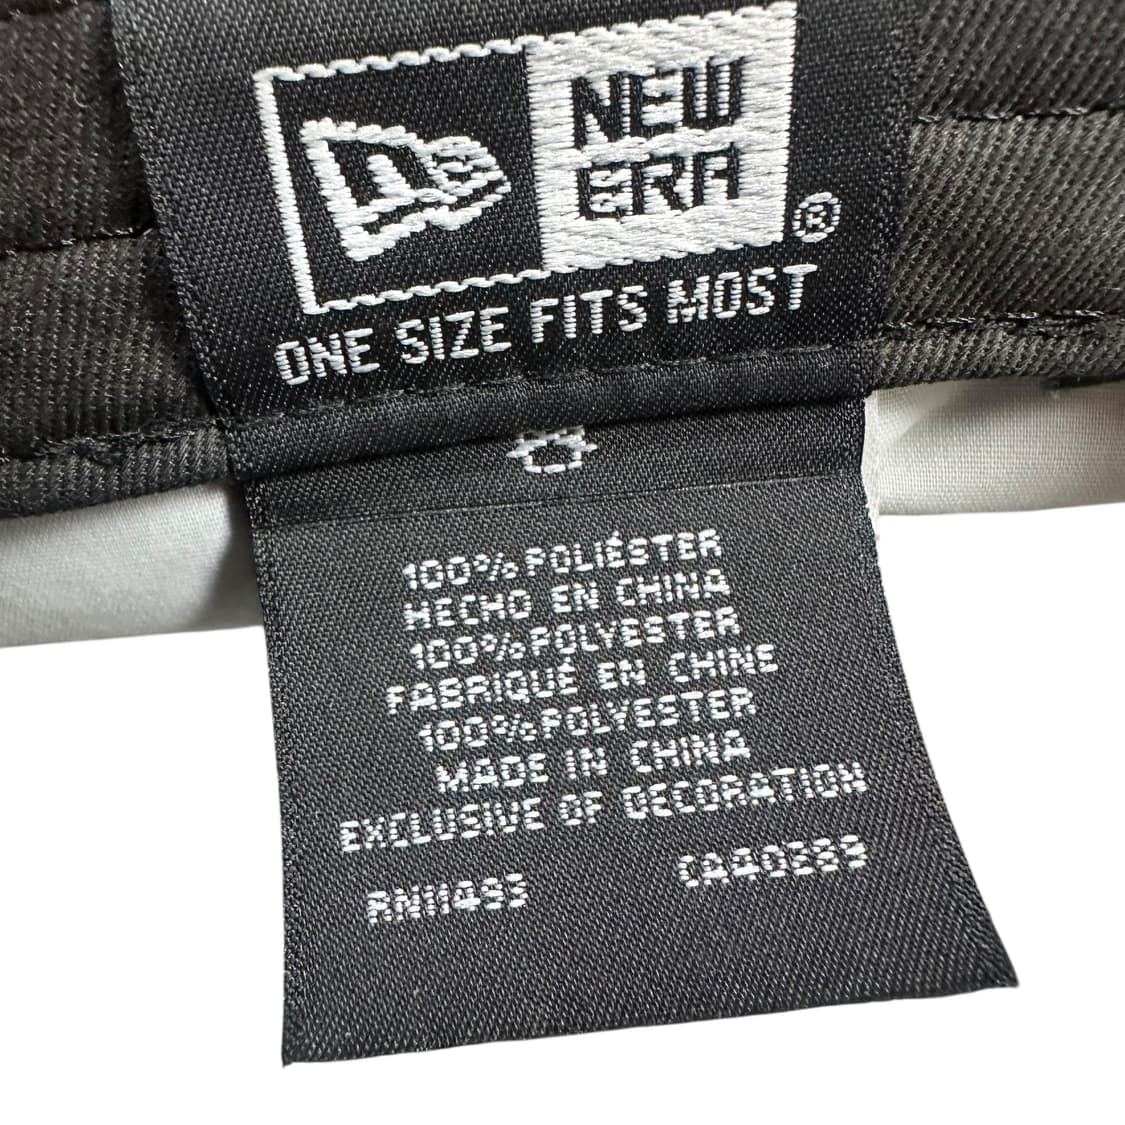 NEW
ERA®
ONE SIZE FITS MOST
100% POLIÉSTER
HECHO EN CHINA
100% POLYESTER
FABRIQUÉ EN CHINE
100% POLYESTER
MADE IN CHINA
EXCLUSIVE OF DECORATION
RN11493 CA40289